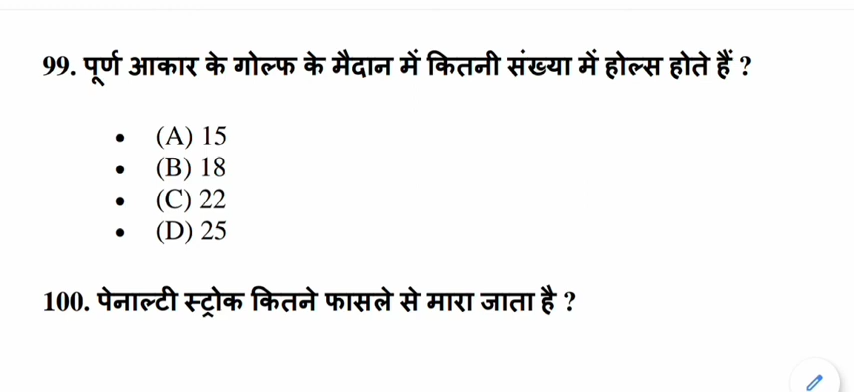 99. पूर्ण आकार के गोल्फ के मैदान में कितनी संख्या में होल्स होते हैं ?
• (A) 15
• (B) 18
• (C) 22
• (D) 25
100. पेनाल्टी स्ट्रोक कितने फासले से मारा जाता है ?